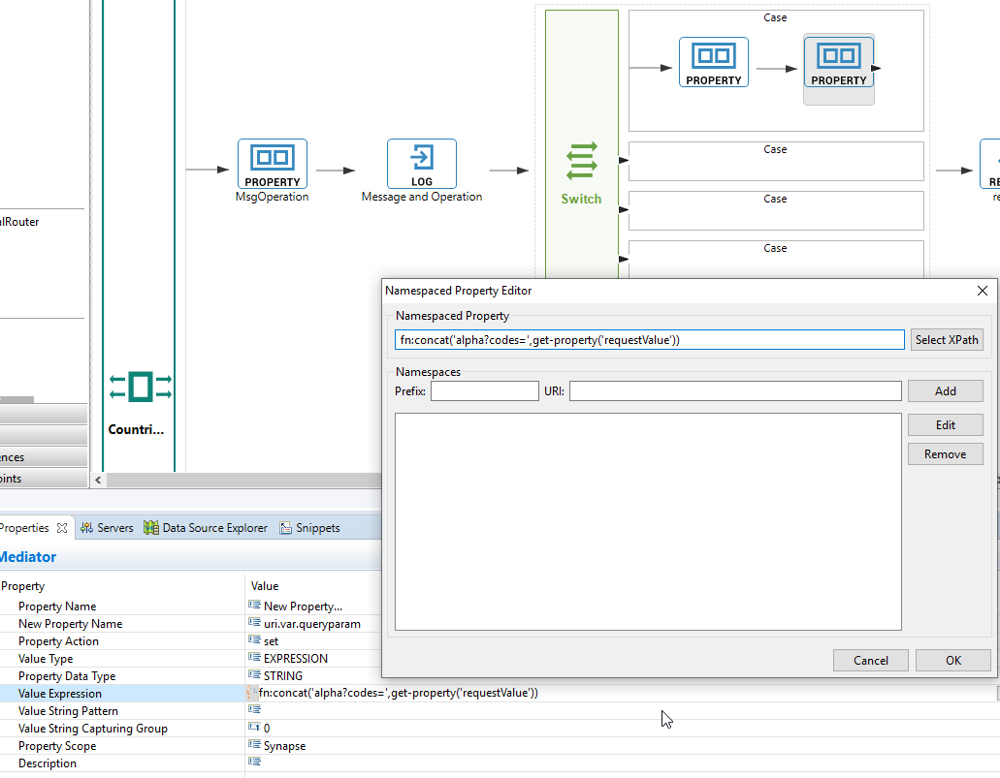 Case
PROPERTY
PROPERTY
Case
PROPERTY
MsgOperation
LOG
Message and Operation
Switch
Case
Case
RE
re
lRouter
Countri...
ences
oints
Namespaced Property Editor
Namespaced Property
fn:concat('alpha?codes=',get-property('requestValue'))
Select XPath
Namespaces
Prefix:
URI:
Add
Edit
Remove
Cancel
OK
Properties
Servers
Data Source Explorer
Snippets
Mediator
Property Value
Property Name New Property...
New Property Name uri.var.queryparam
Property Action set
Value Type EXPRESSION
Property Data Type STRING
Value Expression fn:concat('alpha?codes=',get-property('requestValue'))
Value String Pattern
Value String Capturing Group 0
Property Scope Synapse
Description